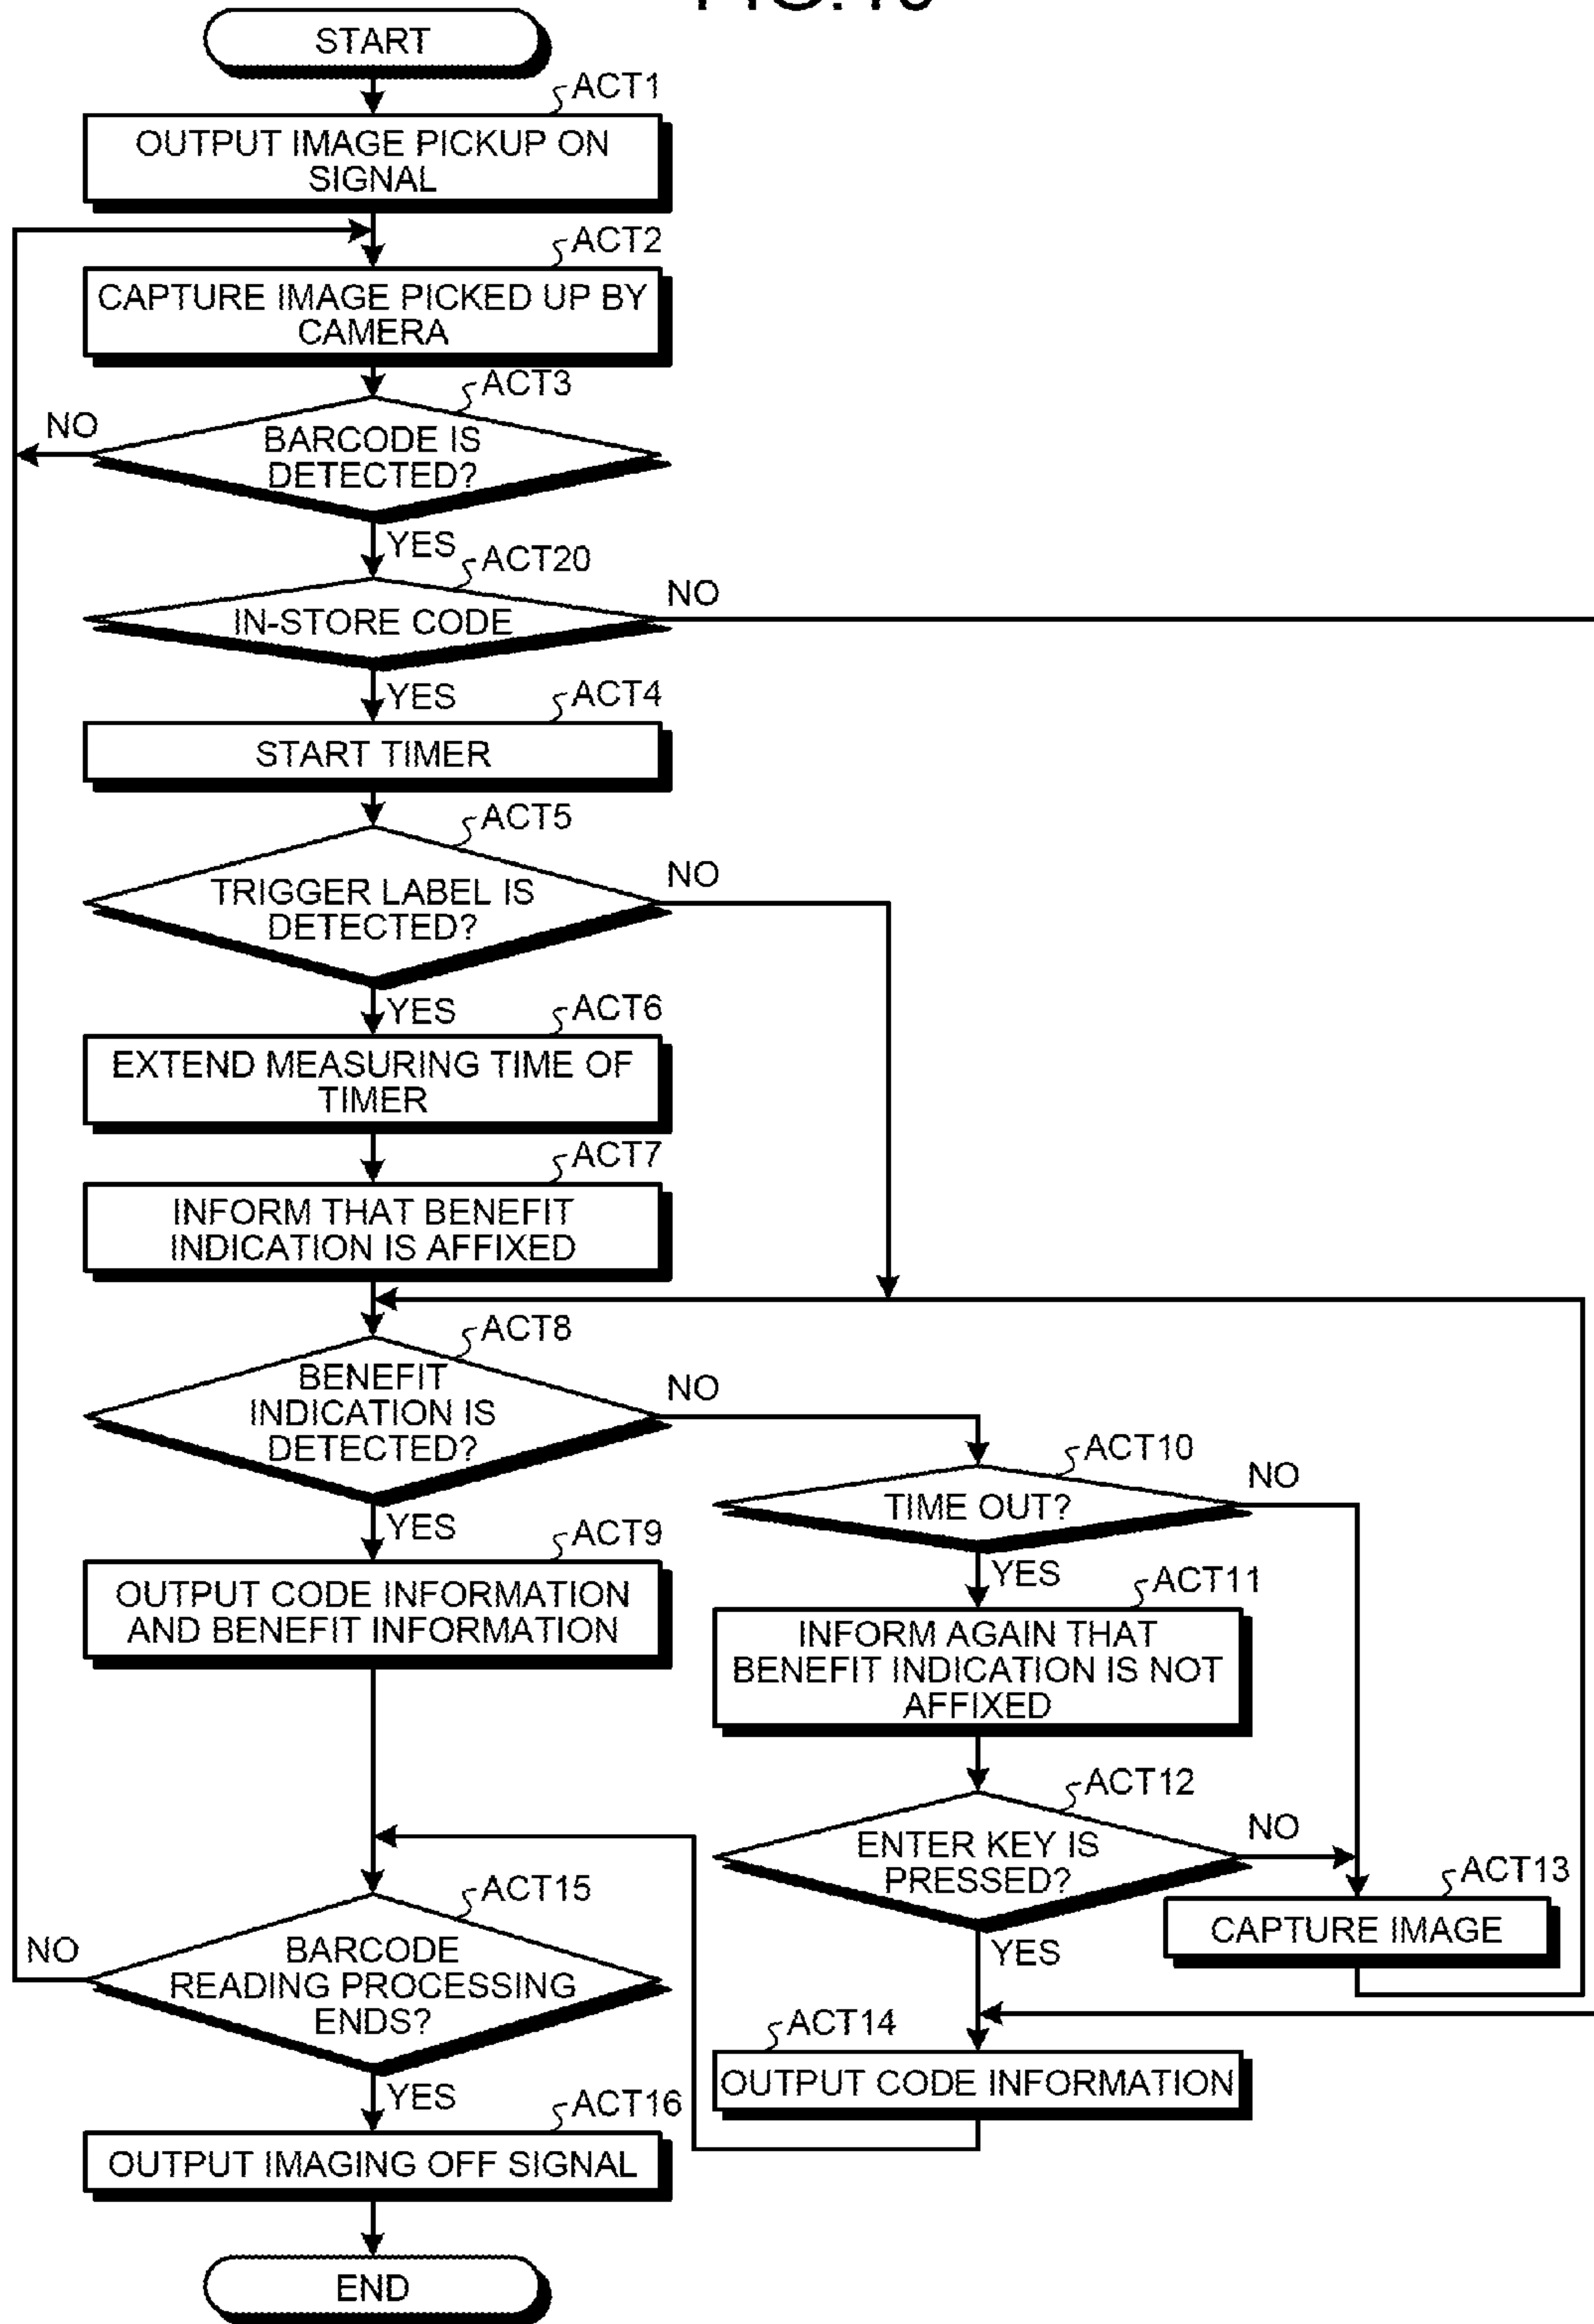 START
ACT1
OUTPUT IMAGE PICKUP ON
SIGNAL
ACT2
CAPTURE IMAGE PICKED UP BY
CAMERA
ACT3
NO
BARCODE IS
DETECTED?
YES
ACT20
NO
IN-STORE CODE
YES
ACT4
START TIMER
ACT5
NO
TRIGGER LABEL IS
DETECTED?
YES
ACT6
EXTEND MEASURING TIME OF
TIMER
ACT7
INFORM THAT BENEFIT
INDICATION IS AFFIXED
ACT8
NO
BENEFIT
INDICATION IS
DETECTED?
YES
ACT9
OUTPUT CODE INFORMATION
AND BENEFIT INFORMATION
ACT10
NO
TIME OUT?
YES
ACT11
INFORM AGAIN THAT
BENEFIT INDICATION IS NOT
AFFIXED
ACT12
NO
ENTER KEY IS
PRESSED?
YES
ACT13
CAPTURE IMAGE
ACT14
OUTPUT CODE INFORMATION
ACT15
NO
BARCODE
READING PROCESSING
ENDS?
YES
ACT16
OUTPUT IMAGING OFF SIGNAL
END